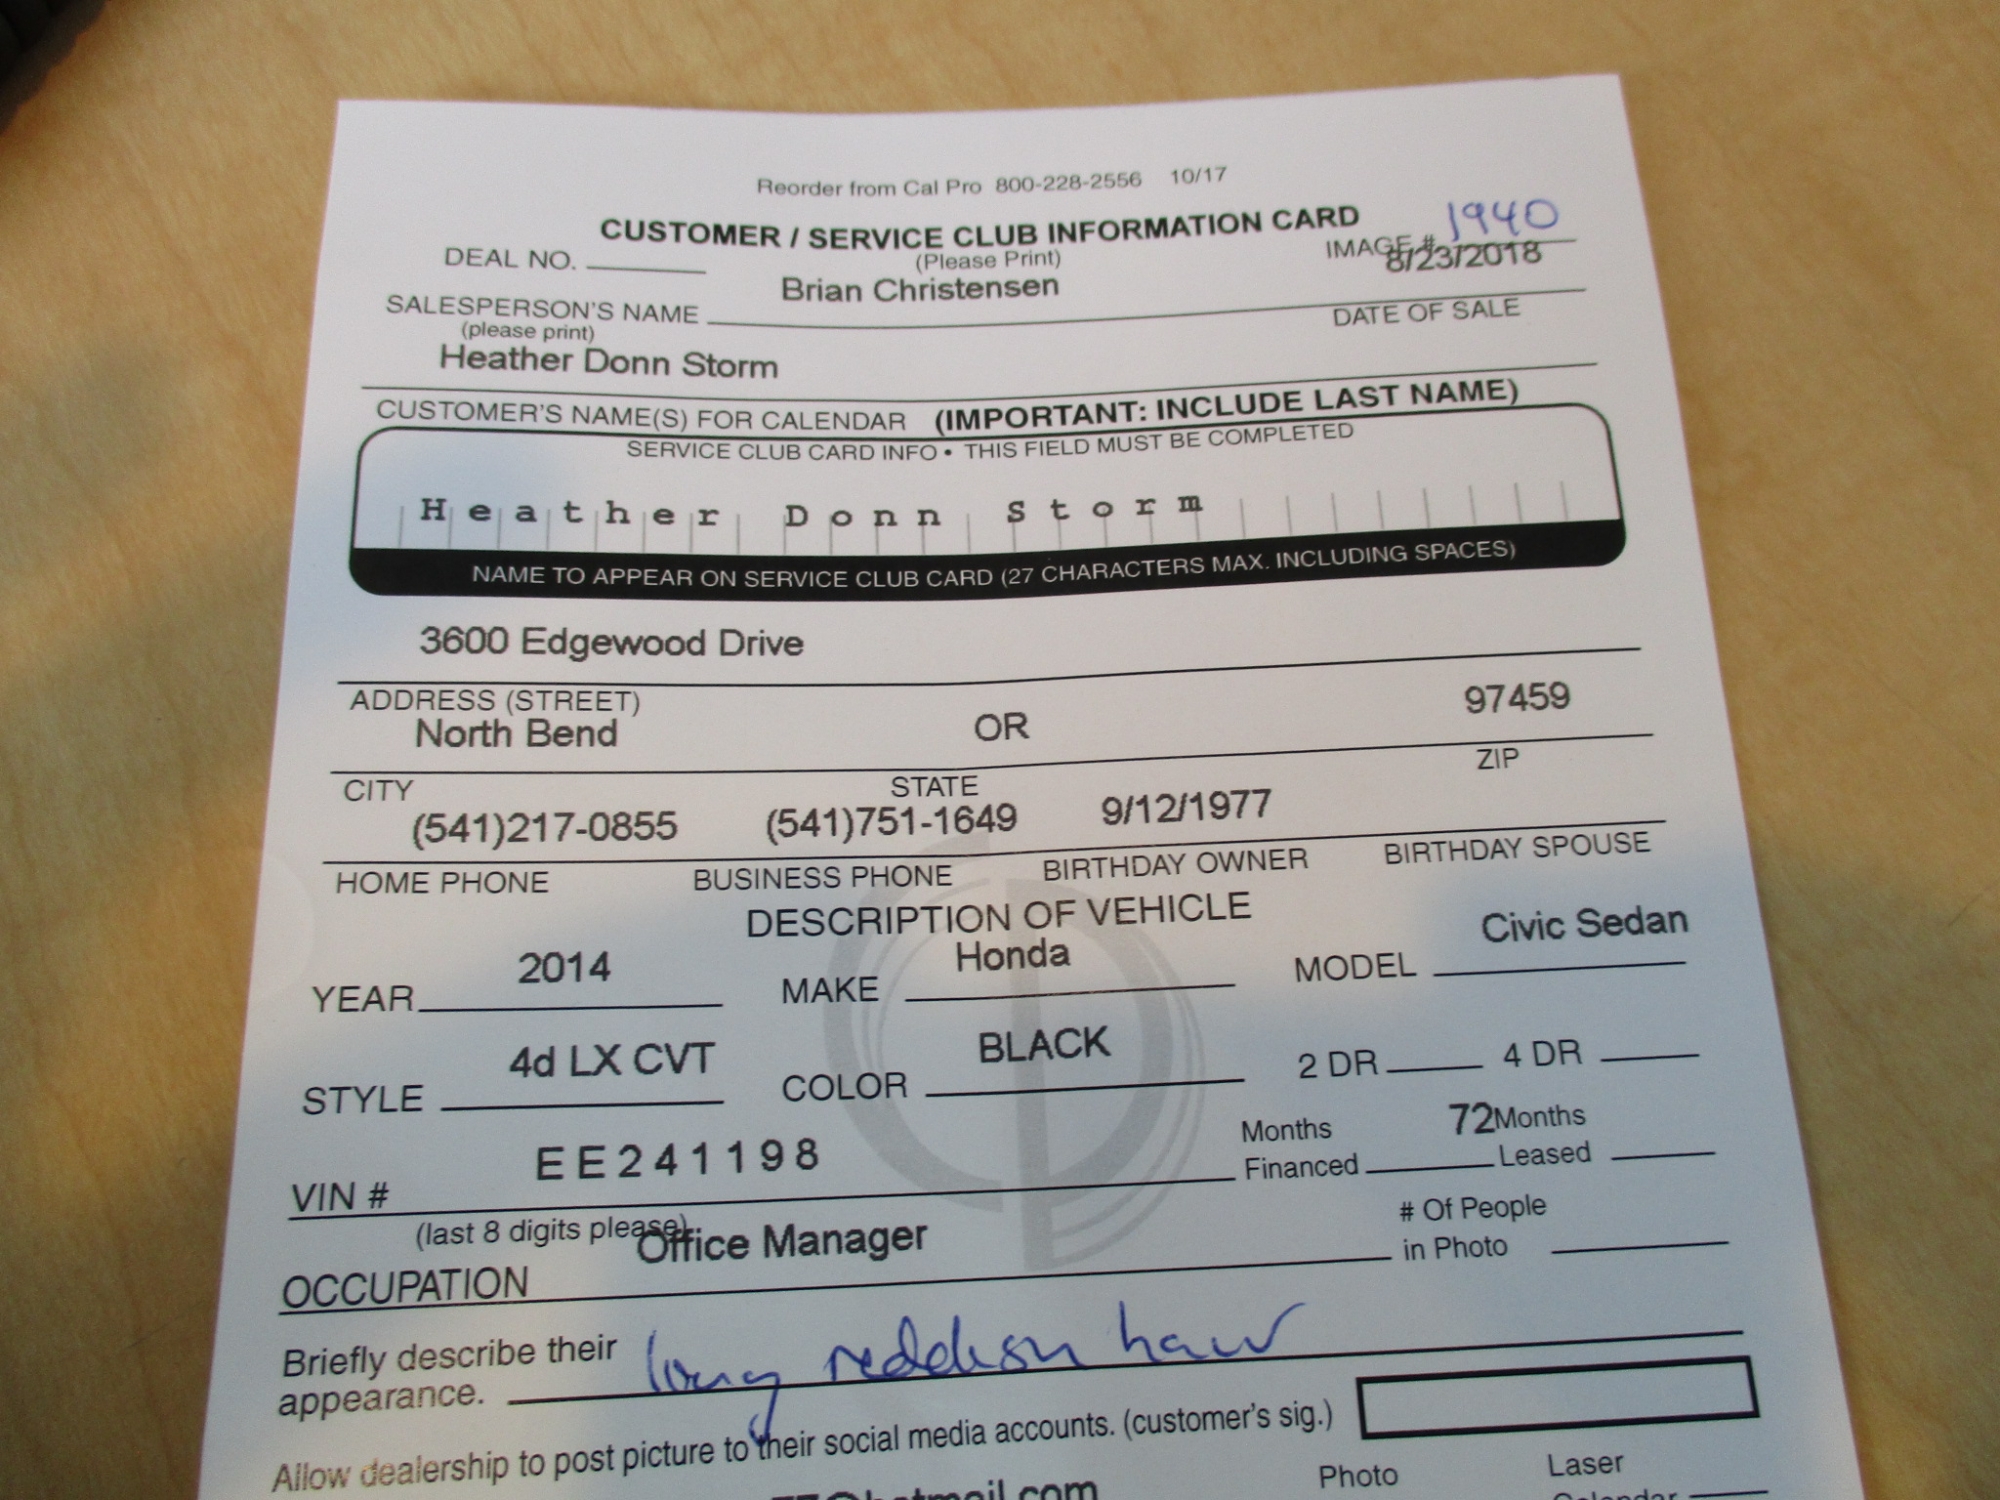 Reorder from Cal Pro 800-228-2556 10/17
CUSTOMER / SERVICE CLUB INFORMATION CARD
(Please Print)
DEAL NO.
IMAGE # 1940
8/23/2018
Brian Christensen
SALESPERSON'S NAME
(please print)
DATE OF SALE
Heather Donn Storm
CUSTOMER'S NAME(S) FOR CALENDAR (IMPORTANT: INCLUDE LAST NAME)
SERVICE CLUB CARD INFO • THIS FIELD MUST BE COMPLETED
Heather Donn Storm
NAME TO APPEAR ON SERVICE CLUB CARD (27 CHARACTERS MAX. INCLUDING SPACES)
3600 Edgewood Drive
ADDRESS (STREET)
North Bend OR 97459
CITY STATE ZIP
(541)217-0855 (541)751-1649 9/12/1977
HOME PHONE BUSINESS PHONE BIRTHDAY OWNER BIRTHDAY SPOUSE
DESCRIPTION OF VEHICLE
YEAR 2014 MAKE Honda MODEL Civic Sedan
STYLE 4d LX CVT COLOR BLACK 2 DR 4 DR
VIN # EE241198
(last 8 digits please)
Months Financed 72 Months Leased
OCCUPATION Office Manager
# Of People in Photo
Briefly describe their appearance. long reddish hair
Allow dealership to post picture to their social media accounts. (customer's sig.)
Photo Laser